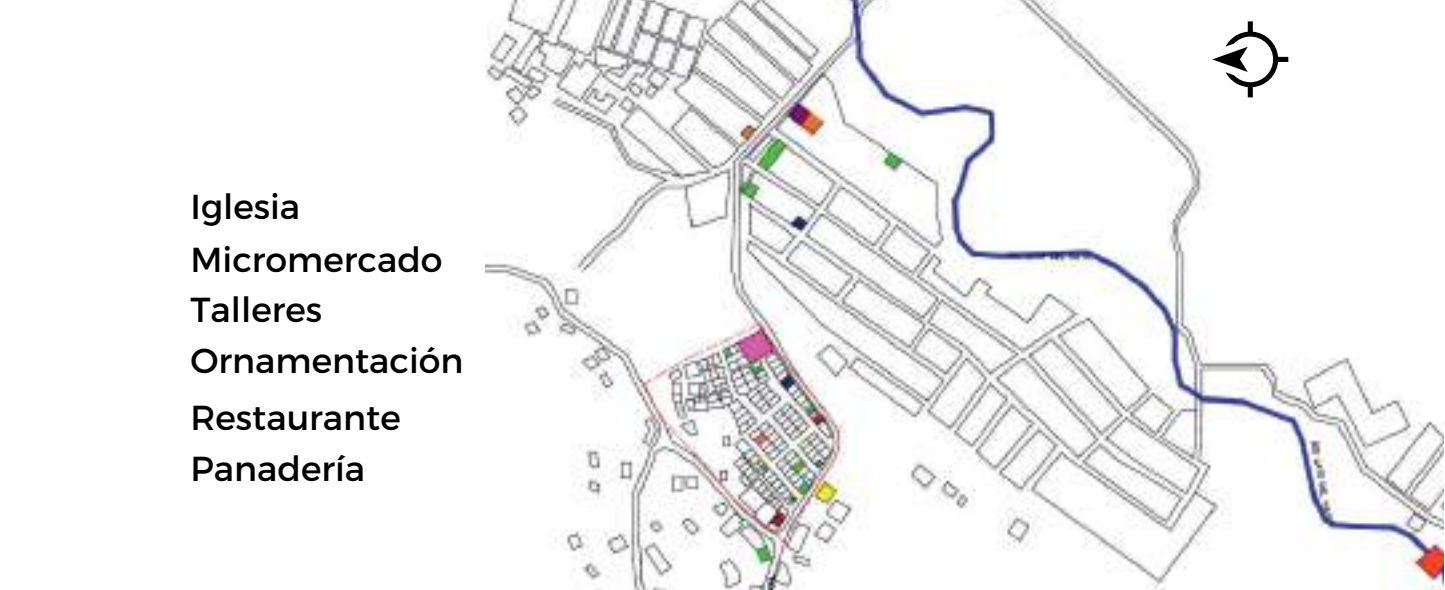 Iglesia
Micromercado
Talleres
Ornamentación
Restaurante
Panadería